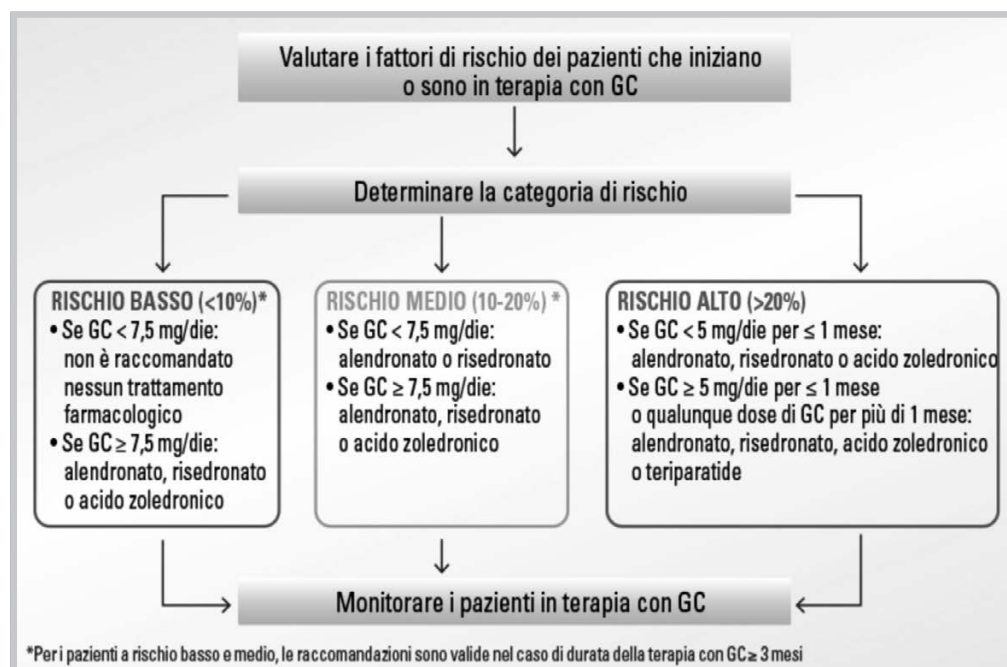 Valutare i fattori di rischio dei pazienti che iniziano
o sono in terapia con GC
Determinare la categoria di rischio
RISCHIO BASSO (<10%)*
• Se GC < 7,5 mg/die:
non è raccomandato
nessun trattamento
farmacologico
• Se GC ≥ 7,5 mg/die:
alendronato, risedronato
o acido zoledronico
RISCHIO MEDIO (10-20%) *
• Se GC < 7,5 mg/die:
alendronato o risedronato
• Se GC ≥ 7,5 mg/die:
alendronato, risedronato
o acido zoledronico
RISCHIO ALTO (>20%)
• Se GC < 5 mg/die per ≤ 1 mese:
alendronato, risedronato o acido zoledronico
• Se GC ≥ 5 mg/die per ≤ 1 mese
o qualunque dose di GC per più di 1 mese:
alendronato, risedronato, acido zoledronico
o teriparatide
Monitorare i pazienti in terapia con GC
*Per i pazienti a rischio basso e medio, le raccomandazioni sono valide nel caso di durata della terapia con GC ≥ 3 mesi